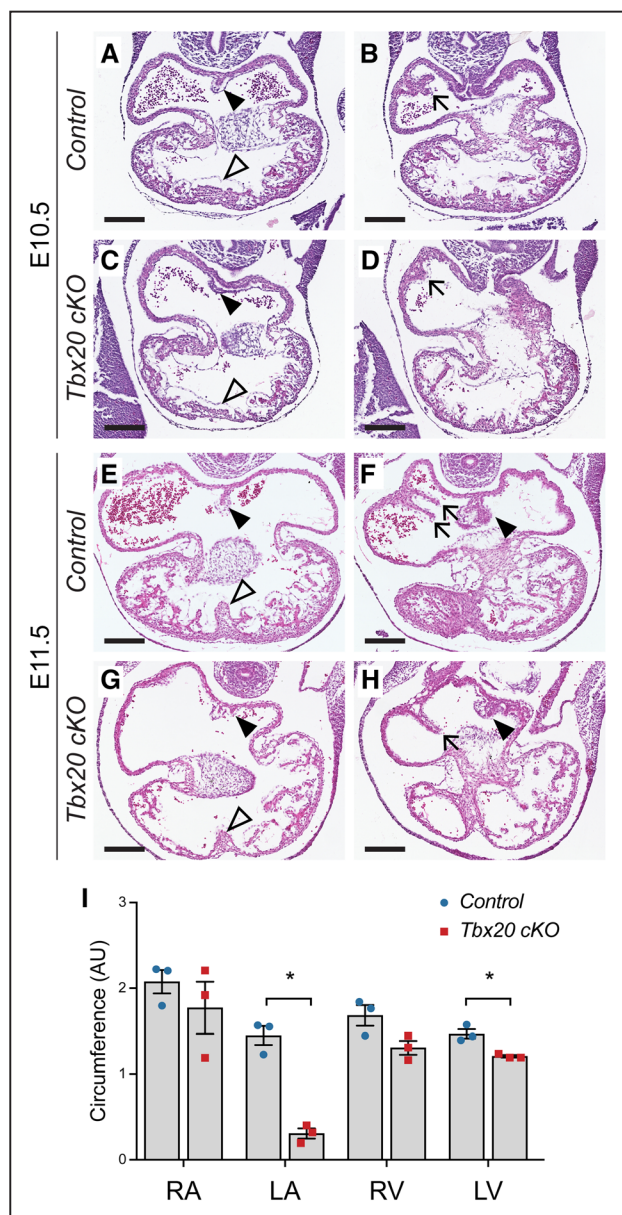 E10.5
Control
A
B
Tbx20 cKO
C
D
E11.5
Control
E
F
Tbx20 cKO
G
H
I
Control
Tbx20 cKO
Circumference (AU)
3
2
1
0
*
*
RA
LA
RV
LV